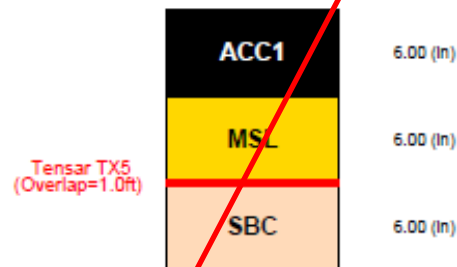 ACC1
6.00 (in)
MSL
6.00 (in)
Tensar TX5
(Overlap=1.0ft)
SBC
6.00 (in)